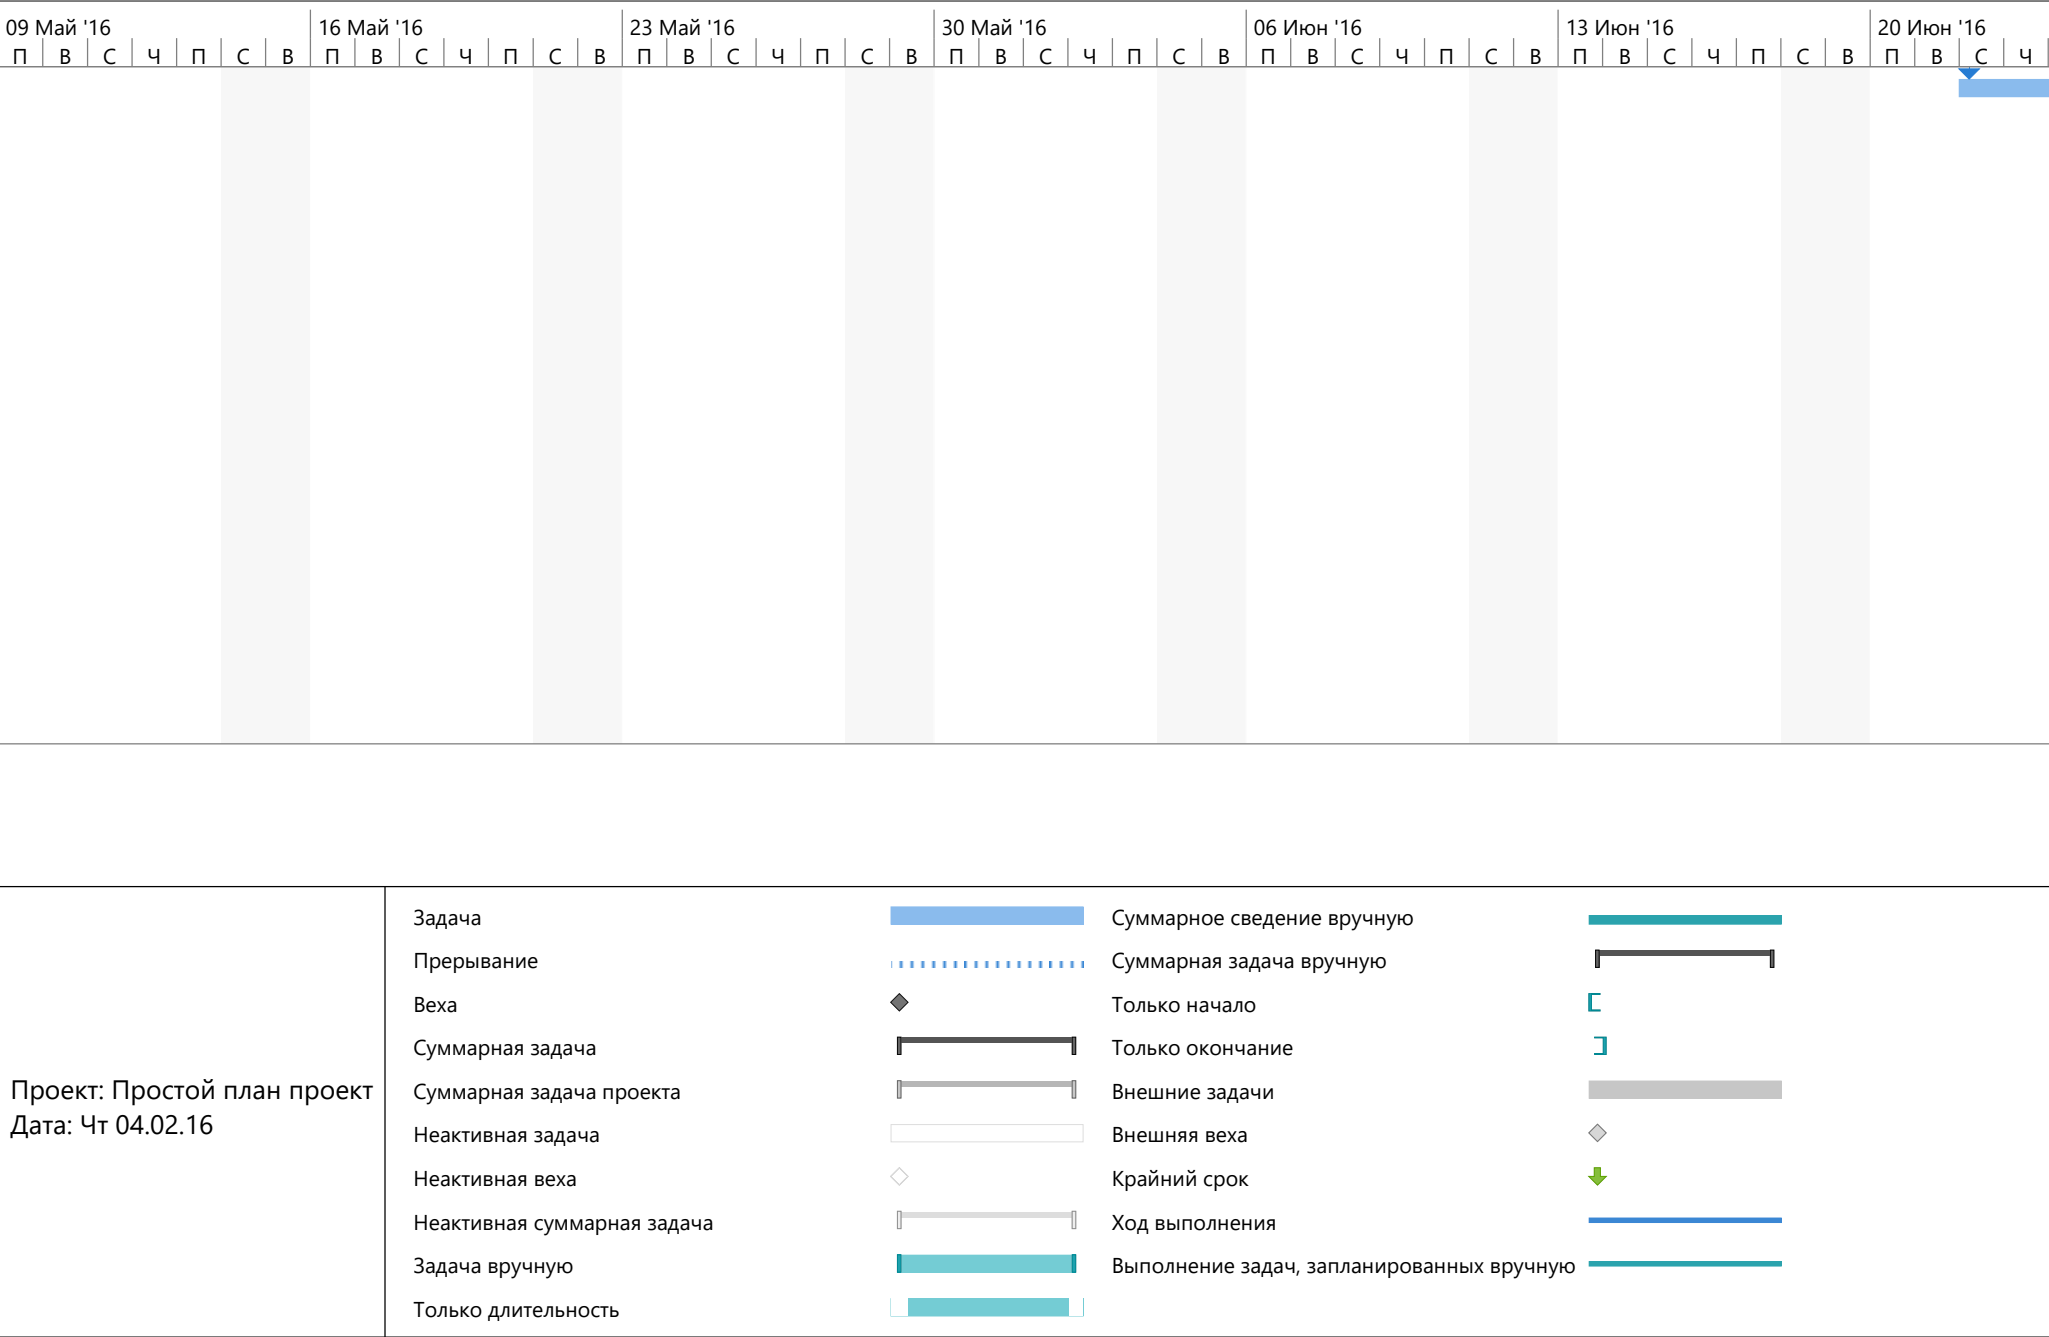 09 Май '16 16 Май '16 23 Май '16 30 Май '16 06 Июн '16 13 Июн '16 20 Июн '16
П В С Ч П С В П В С Ч П С В П В С Ч П С В П В С Ч П С В П В С Ч П С В П В С Ч П С В П В С Ч
Проект: Простой план проект
Дата: Чт 04.02.16
Задача
Прерывание
Веха
Суммарная задача
Суммарная задача проекта
Неактивная задача
Неактивная веха
Неактивная суммарная задача
Задача вручную
Только длительность
Суммарное сведение вручную
Суммарная задача вручную
Только начало
Только окончание
Внешние задачи
Внешняя веха
Крайний срок
Ход выполнения
Выполнение задач, запланированных вручную